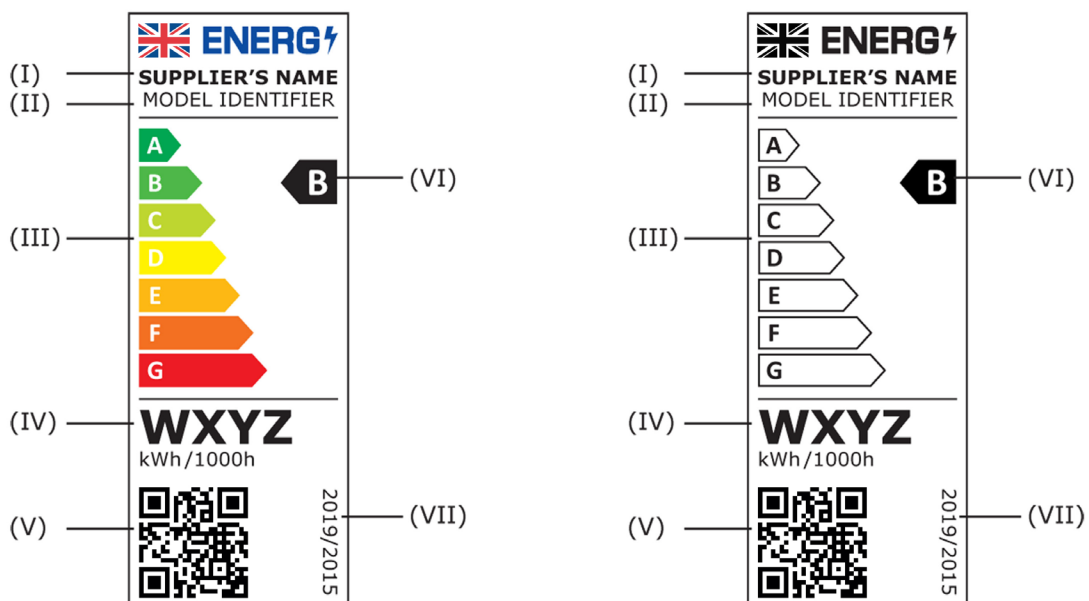 ENERG
(I)
SUPPLIER'S NAME
(II)
MODEL IDENTIFIER
A
B
B
(VI)
C
(III)
D
E
F
G
(IV)
WXYZ
kWh/1000h
(V)
2019/2015
(VII)
ENERG
(I)
SUPPLIER'S NAME
(II)
MODEL IDENTIFIER
A
B
B
(VI)
C
(III)
D
E
F
G
(IV)
WXYZ
kWh/1000h
(V)
2019/2015
(VII)